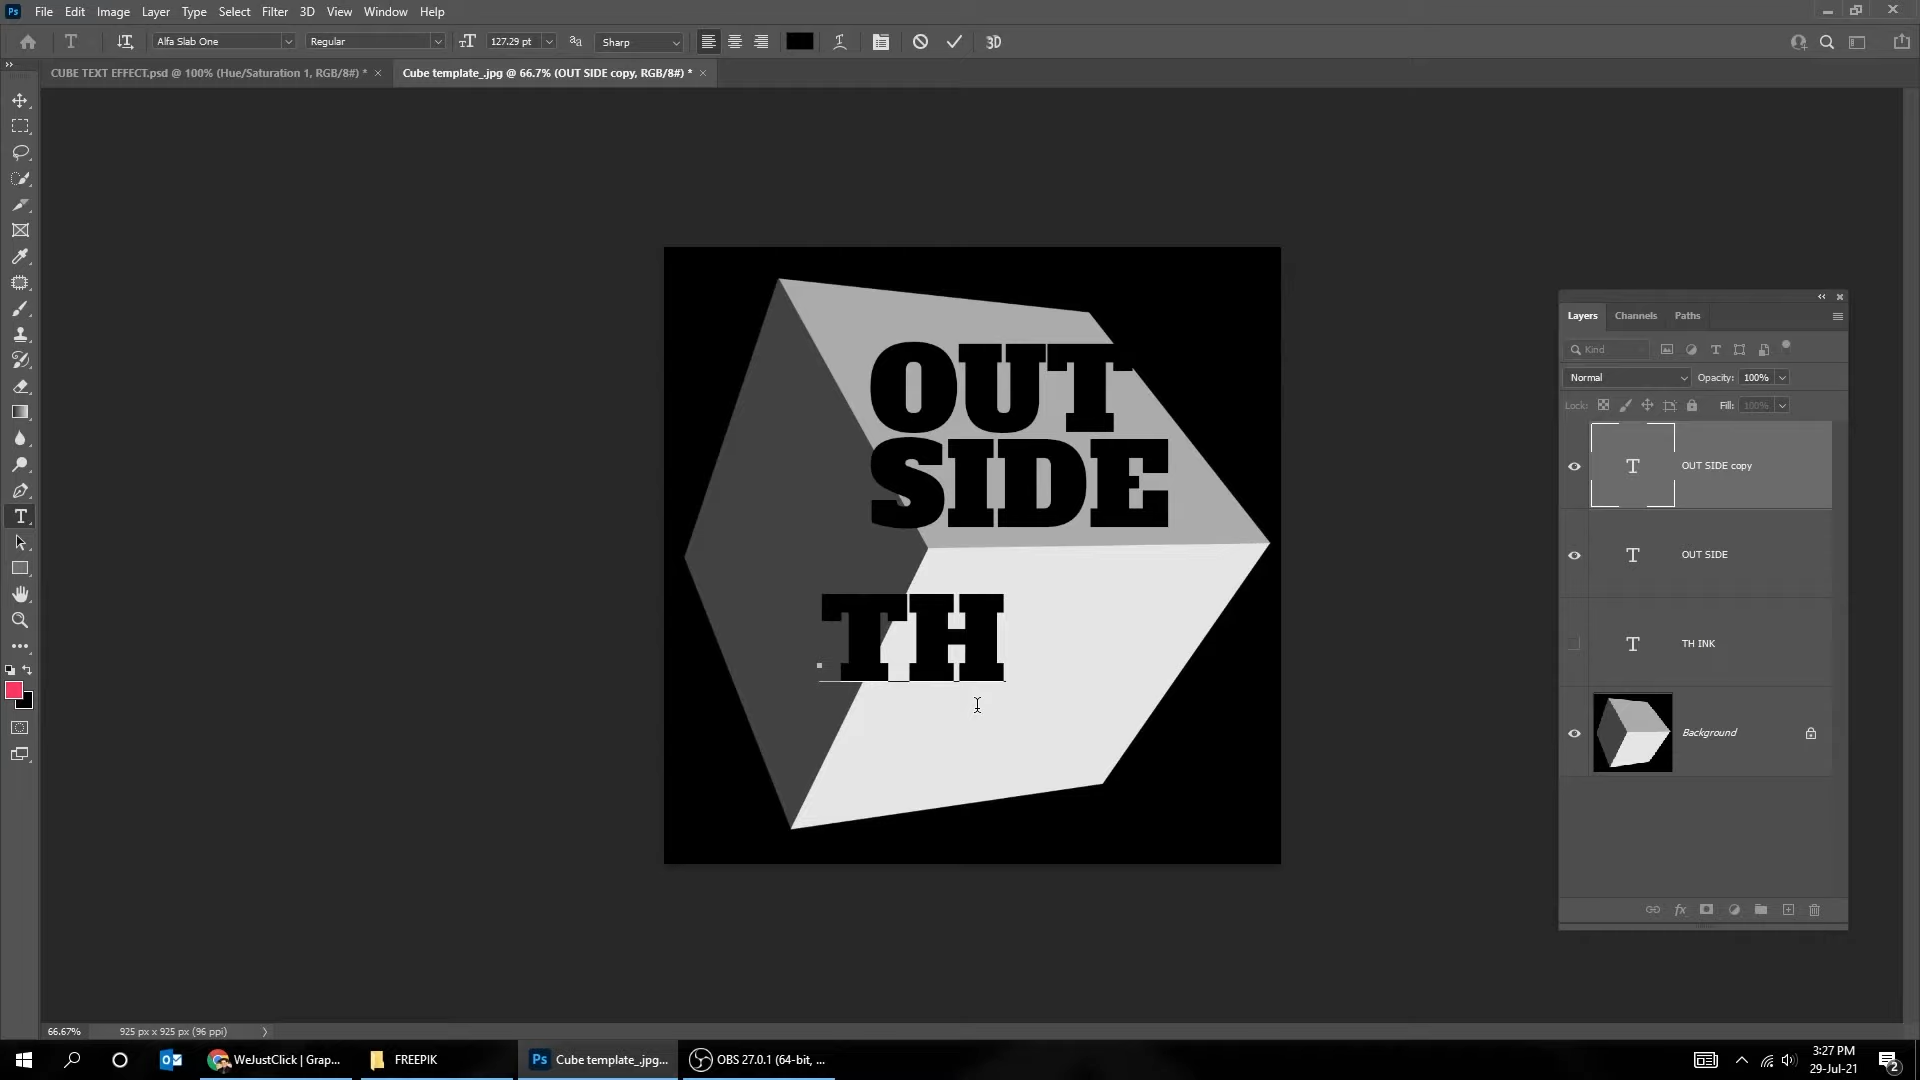 Ps File Edit Image Layer Type Select Filter 3D View Window Help
Alfa Slab One Regular 127.29 pt Sharp 3D
CUBE TEXT EFFECT.psd @ 100% (Hue/Saturation 1, RGB/8#) * × Cube template_.jpg @ 66.7% (OUT SIDE copy, RGB/8#) * ×
OUT
SIDE
TH
Layers Channels Paths
Kind
Normal Opacity: 100%
Lock: Fill: 100%
T OUT SIDE copy
T OUT SIDE
T TH INK
Background
fx
66.67% 925 px x 925 px (96 ppi)
WeJustClick | Grap... FREEPIK Ps Cube template_.jpg... OBS 27.0.1 (64-bit, ...
3:27 PM
29-Jul-21
2